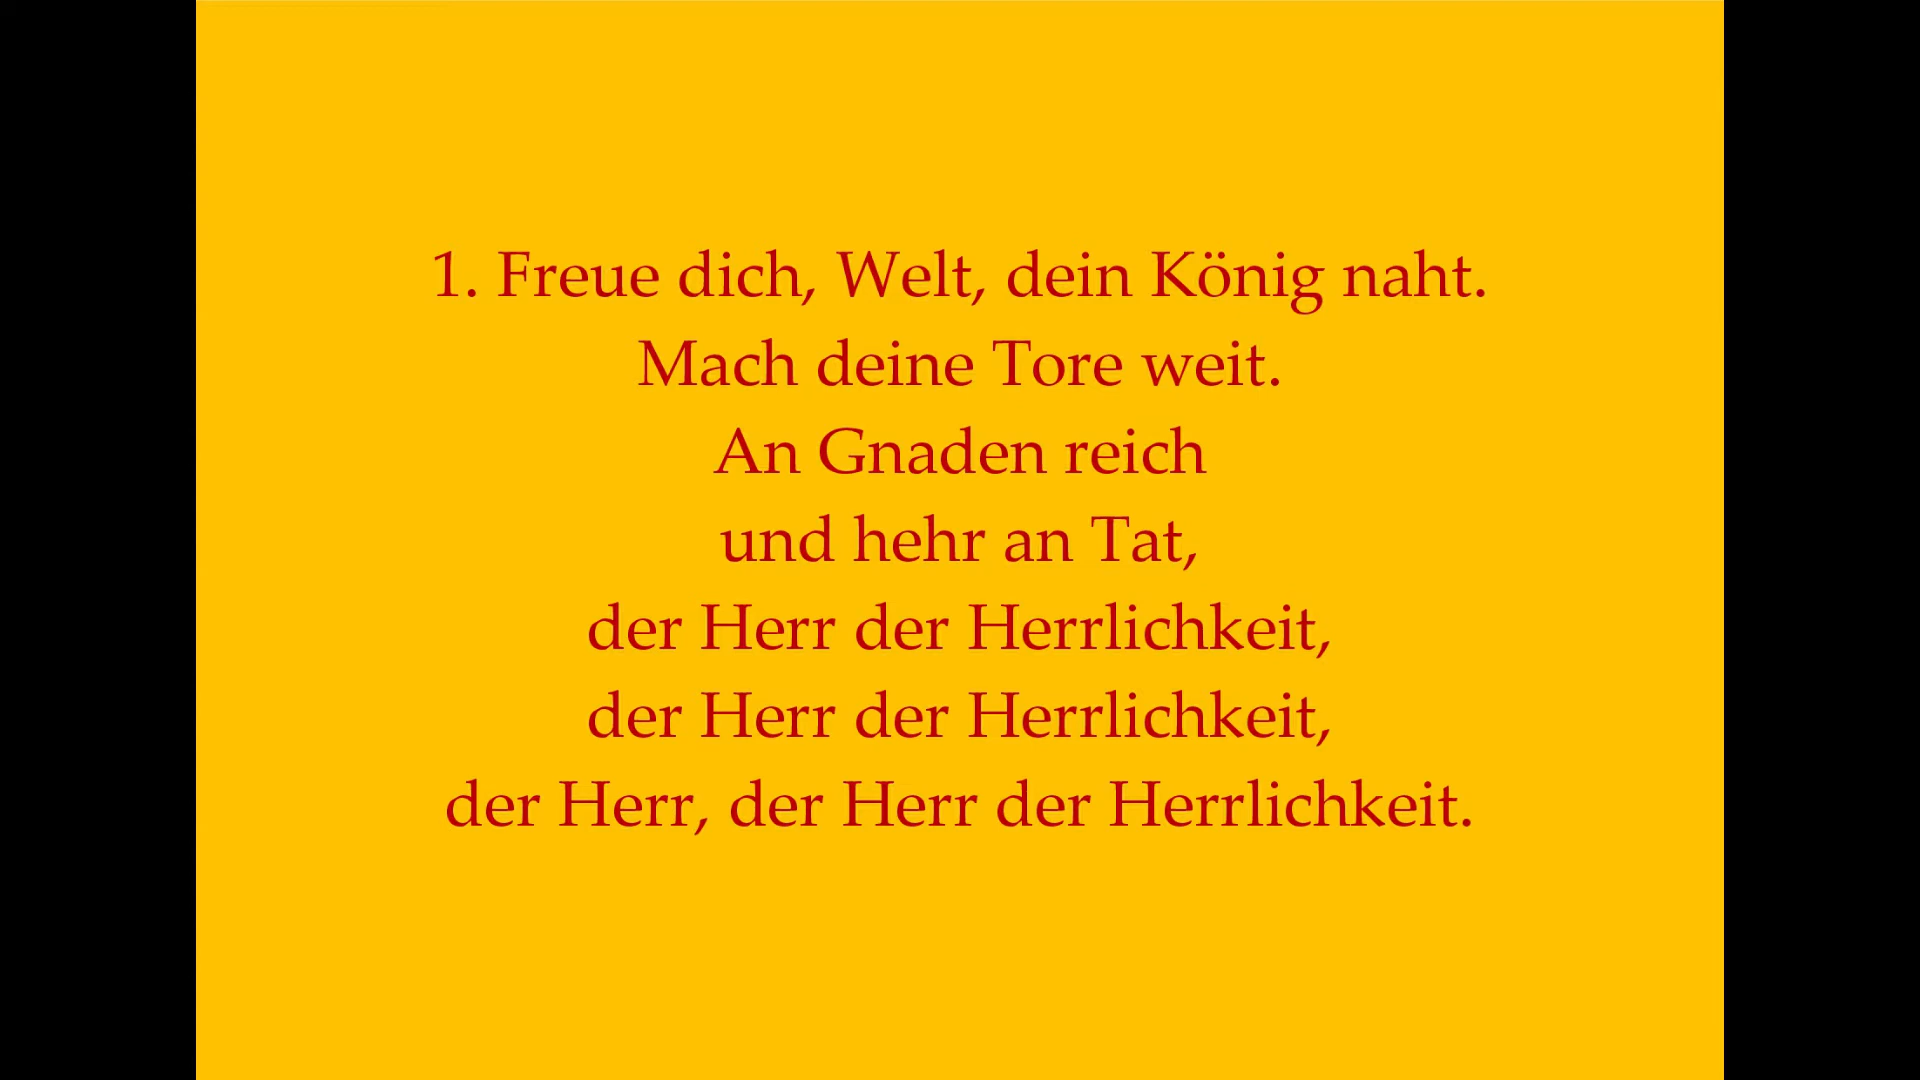 1. Freue dich, Welt, dein König naht.
Mach deine Tore weit.
An Gnaden reich
und hehr an Tat,
der Herr der Herrlichkeit,
der Herr der Herrlichkeit,
der Herr, der Herr der Herrlichkeit.